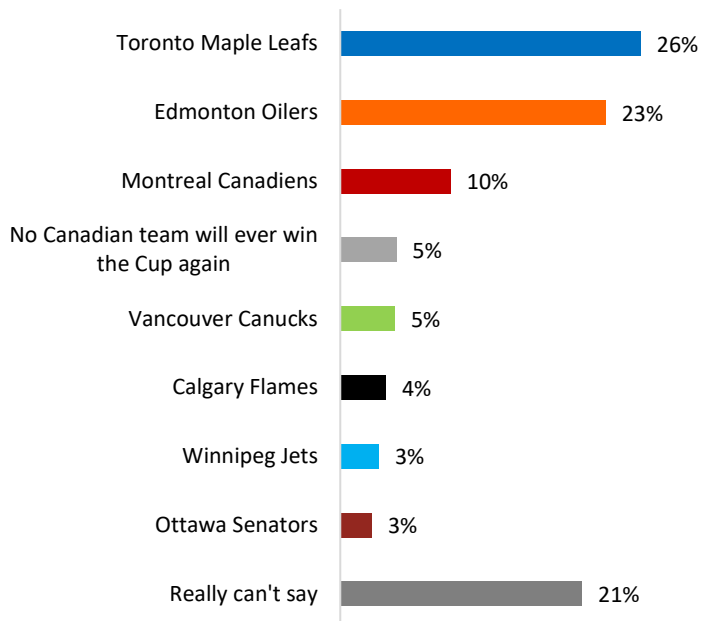 Toronto Maple Leafs 26%
Edmonton Oilers 23%
Montreal Canadiens 10%
No Canadian team will ever win
the Cup again 5%
Vancouver Canucks 5%
Calgary Flames 4%
Winnipeg Jets 3%
Ottawa Senators 3%
Really can't say 21%